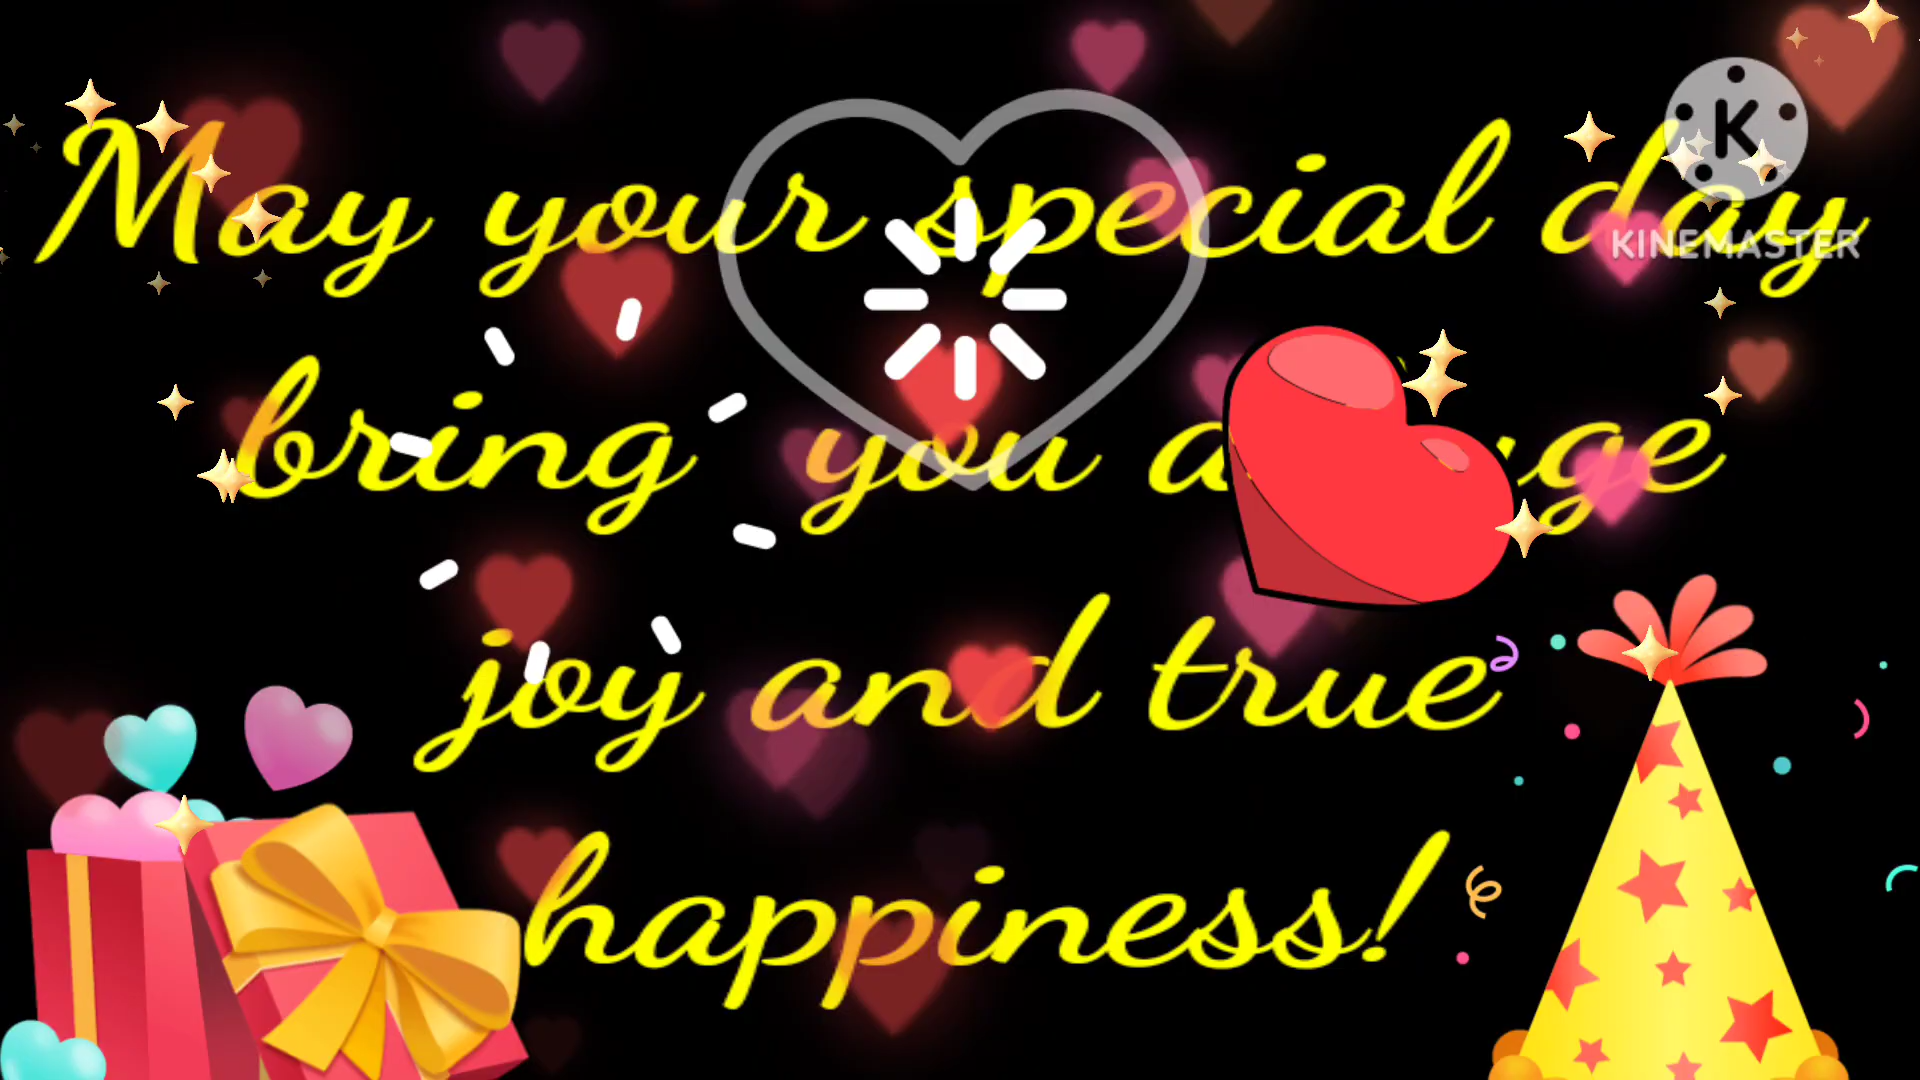 May your special day
K
KINEMASTER
bring you a
joy and true
happiness!